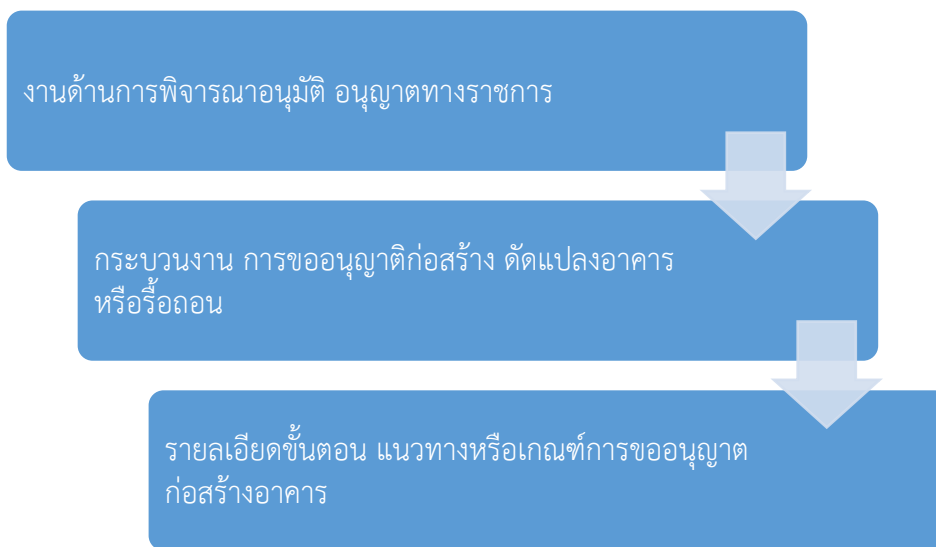 งานด้านการพิจารณาอนุมัติ อนุญาตทางราชการ
กระบวนงาน การขออนุญาติก่อสร้าง ดัดแปลงอาคาร
หรือรื้อถอน
รายลเอียดขั้นตอน แนวทางหรือเกณฑ์การขออนุญาต
ก่อสร้างอาคาร